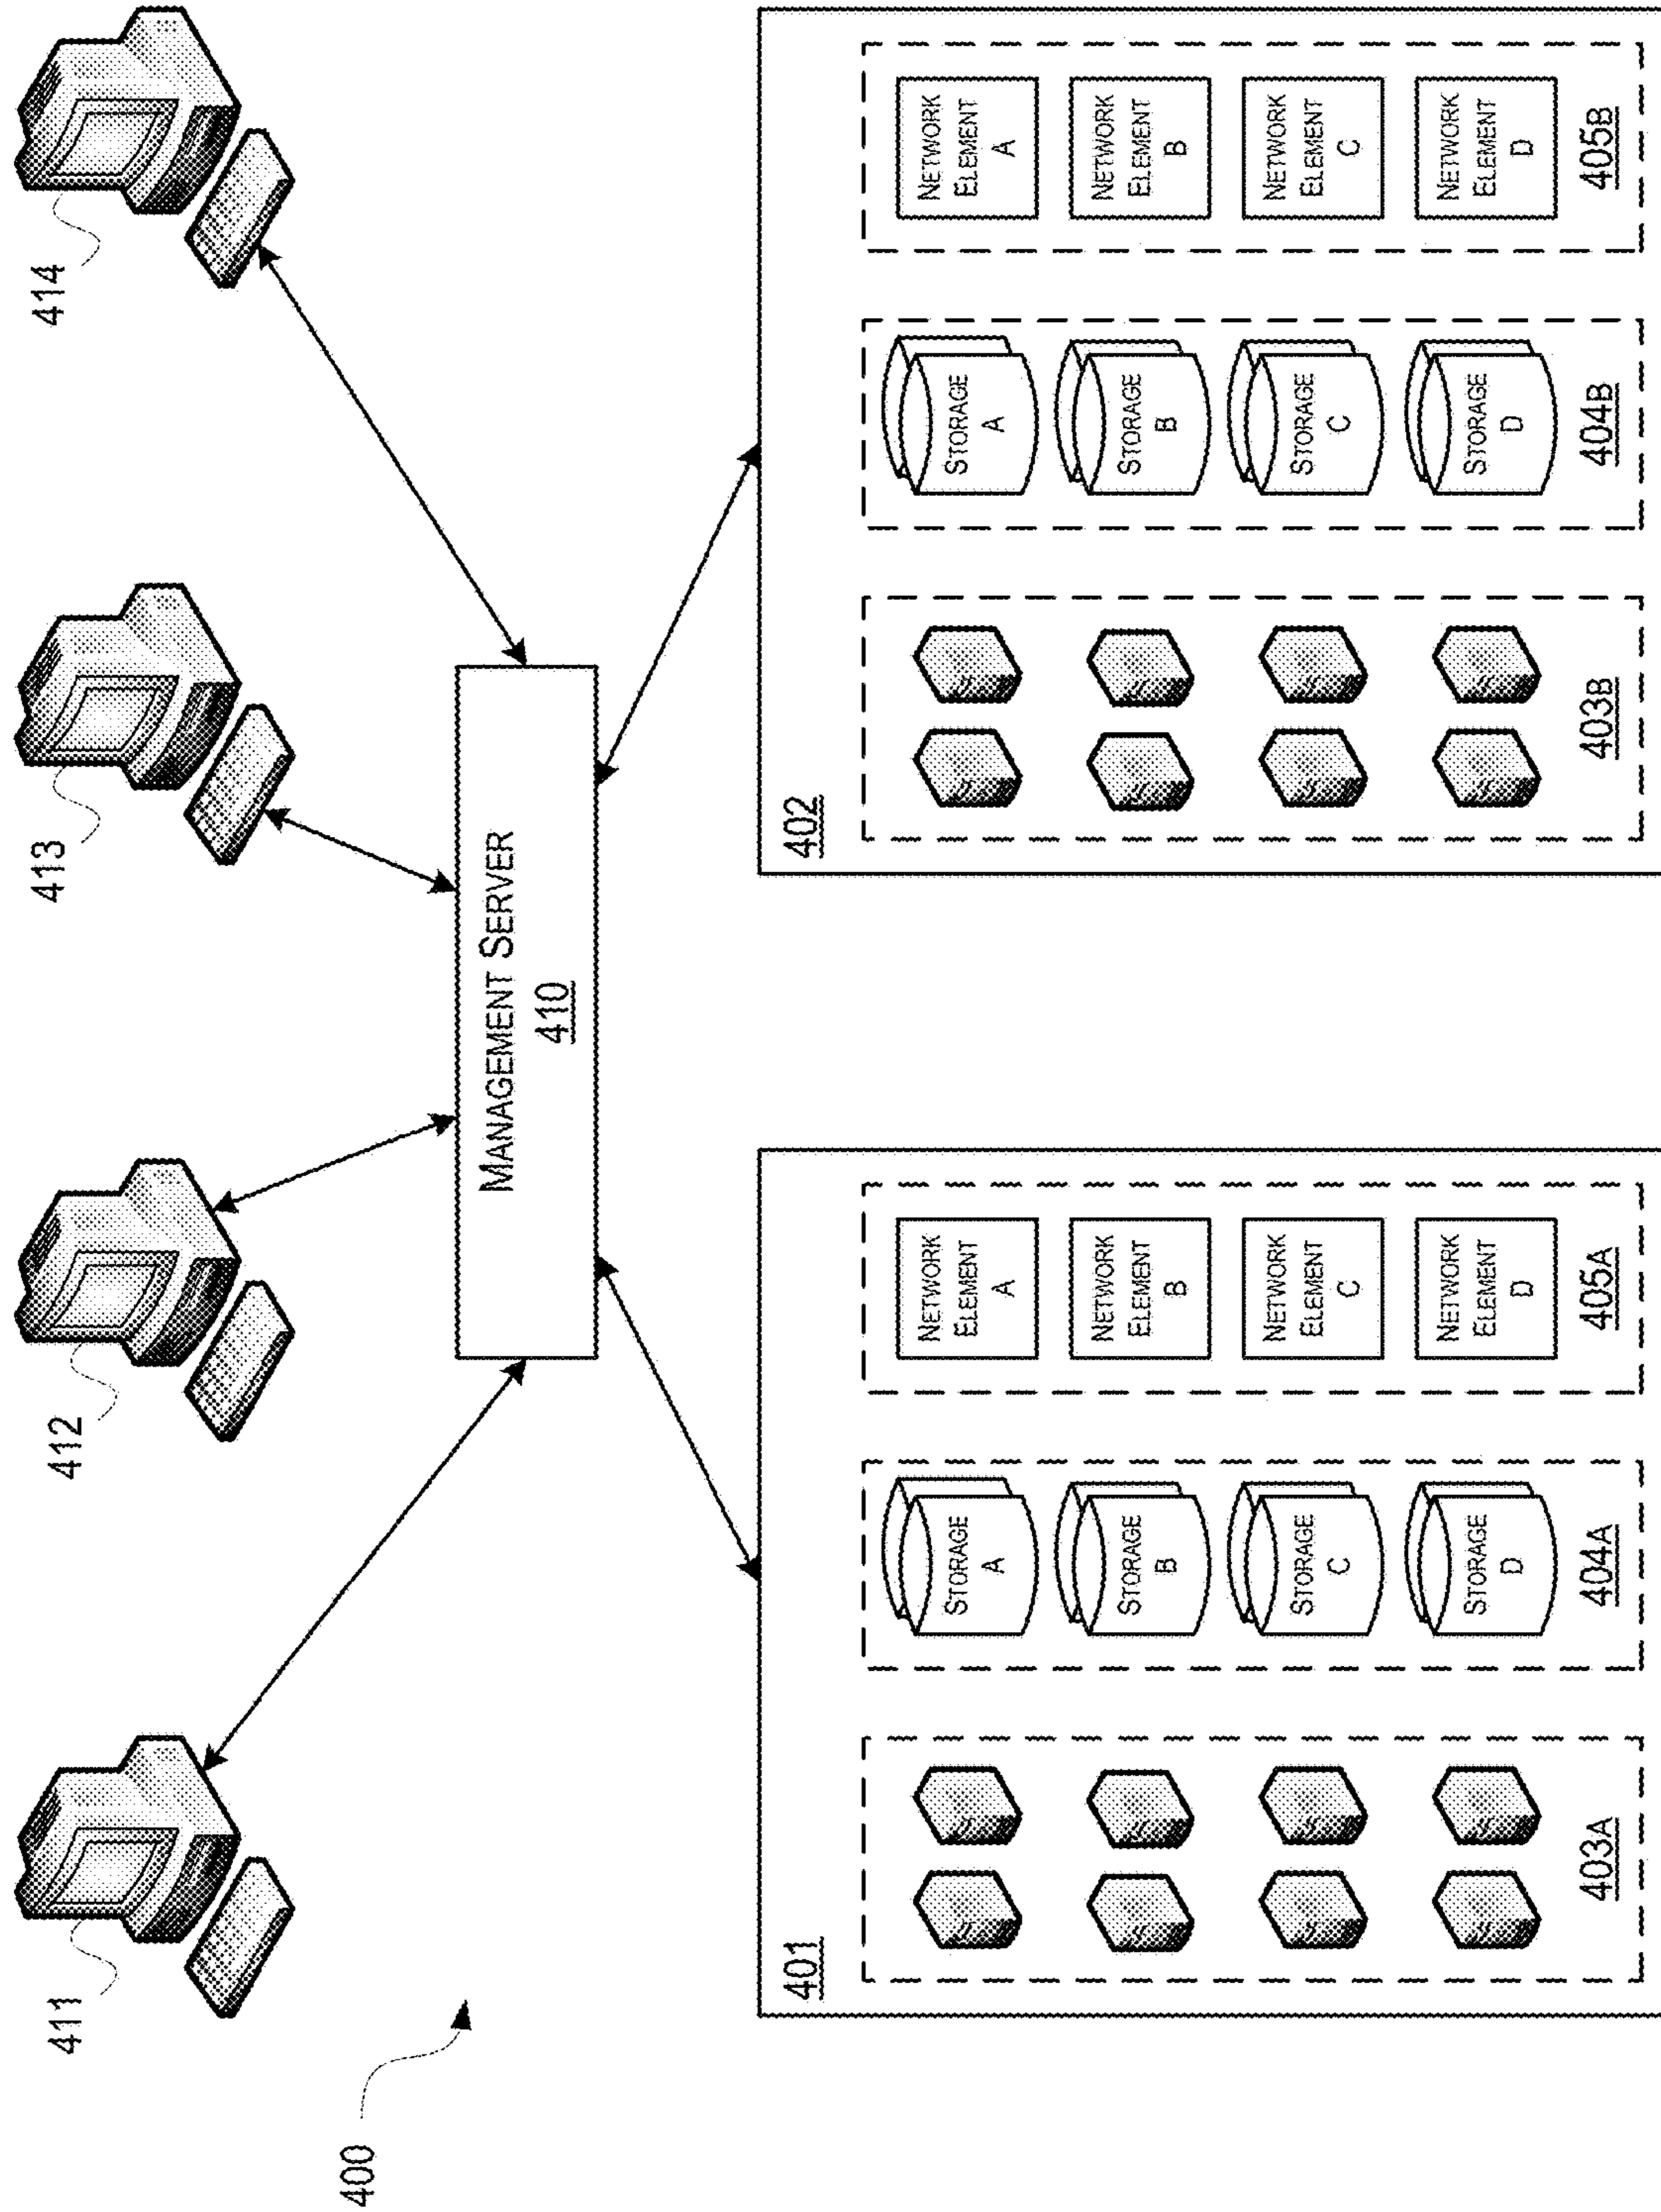 411
412
413
414
400
MANAGEMENT SERVER
410
401
STORAGE
A
STORAGE
B
STORAGE
C
STORAGE
D
NETWORK
ELEMENT
A
NETWORK
ELEMENT
B
NETWORK
ELEMENT
C
NETWORK
ELEMENT
D
403A
404A
405A
402
STORAGE
A
STORAGE
B
STORAGE
C
STORAGE
D
NETWORK
ELEMENT
A
NETWORK
ELEMENT
B
NETWORK
ELEMENT
C
NETWORK
ELEMENT
D
403B
404B
405B